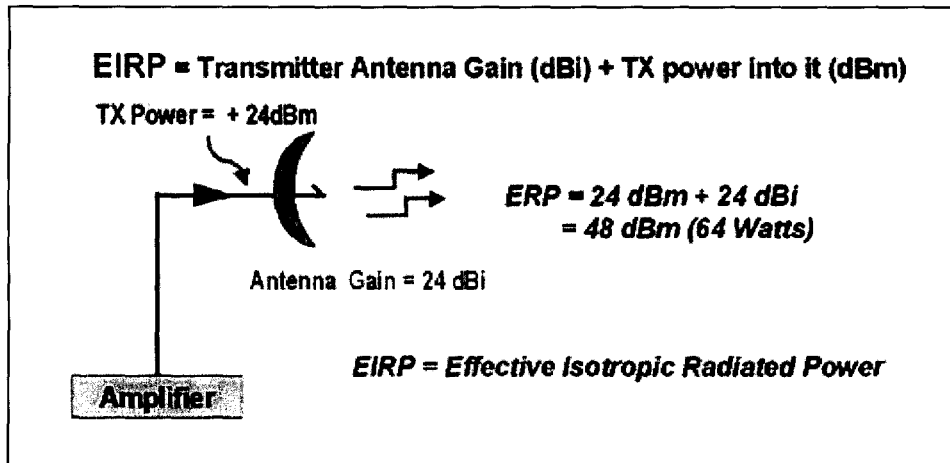 EIRP = Transmitter Antenna Gain (dBi) + TX power into it (dBm)
TX Power = + 24dBm
ERP = 24 dBm + 24 dBi
= 48 dBm (64 Watts)
Antenna Gain = 24 dBi
EIRP = Effective Isotropic Radiated Power
Amplifier